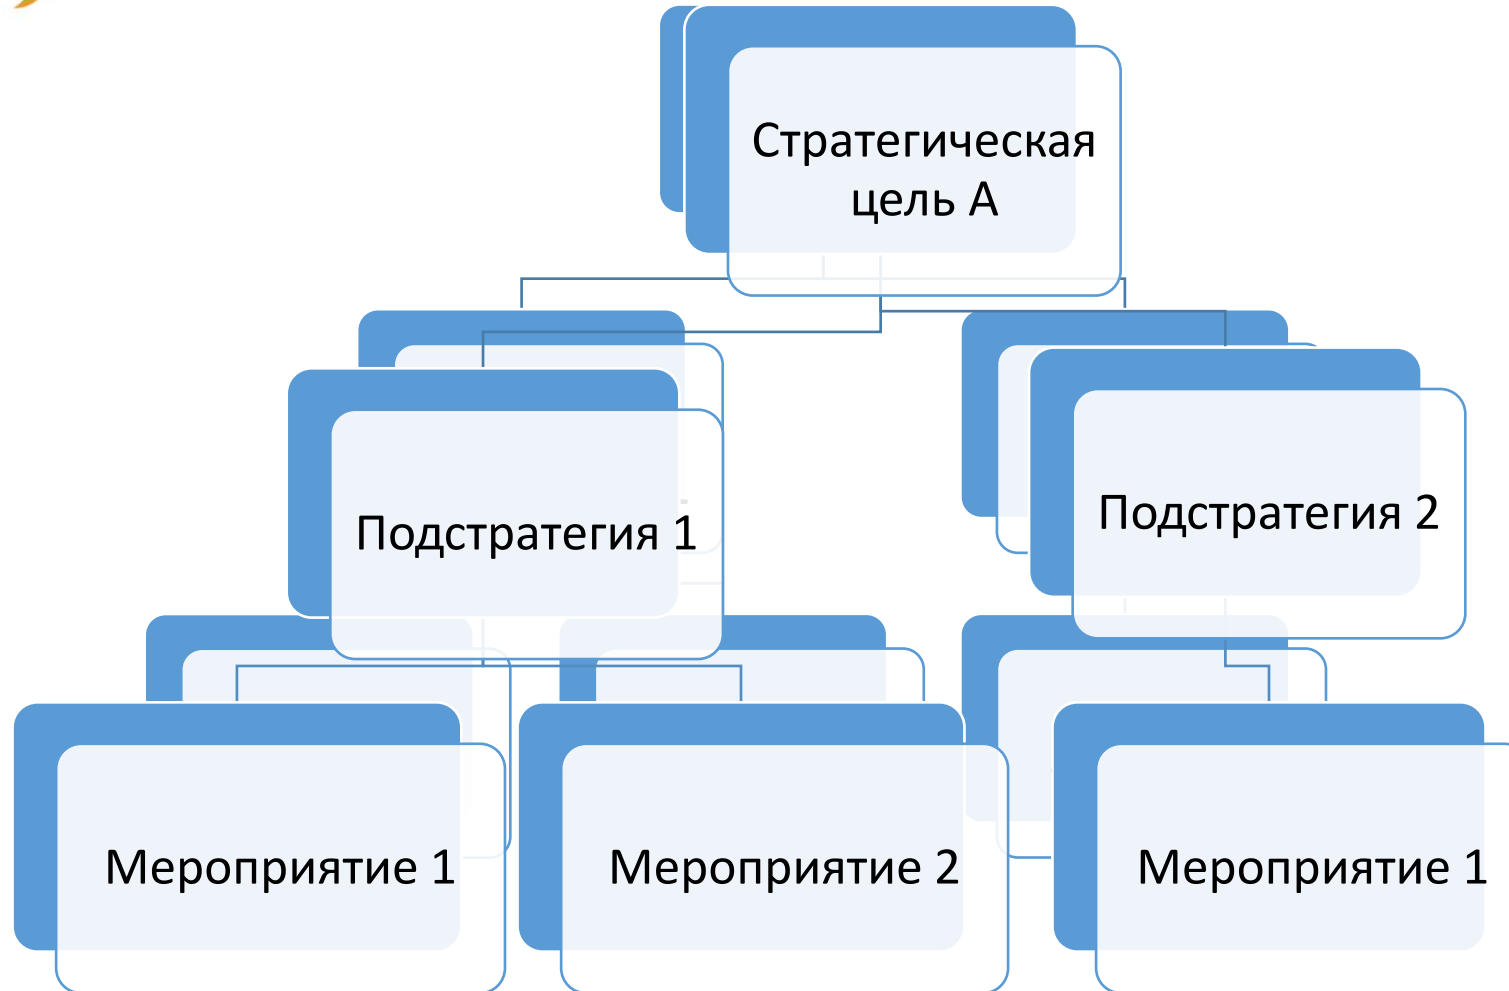 Стратегическая
цель А
Подстратегия 1
Подстратегия 2
Мероприятие 1
Мероприятие 2
Мероприятие 1